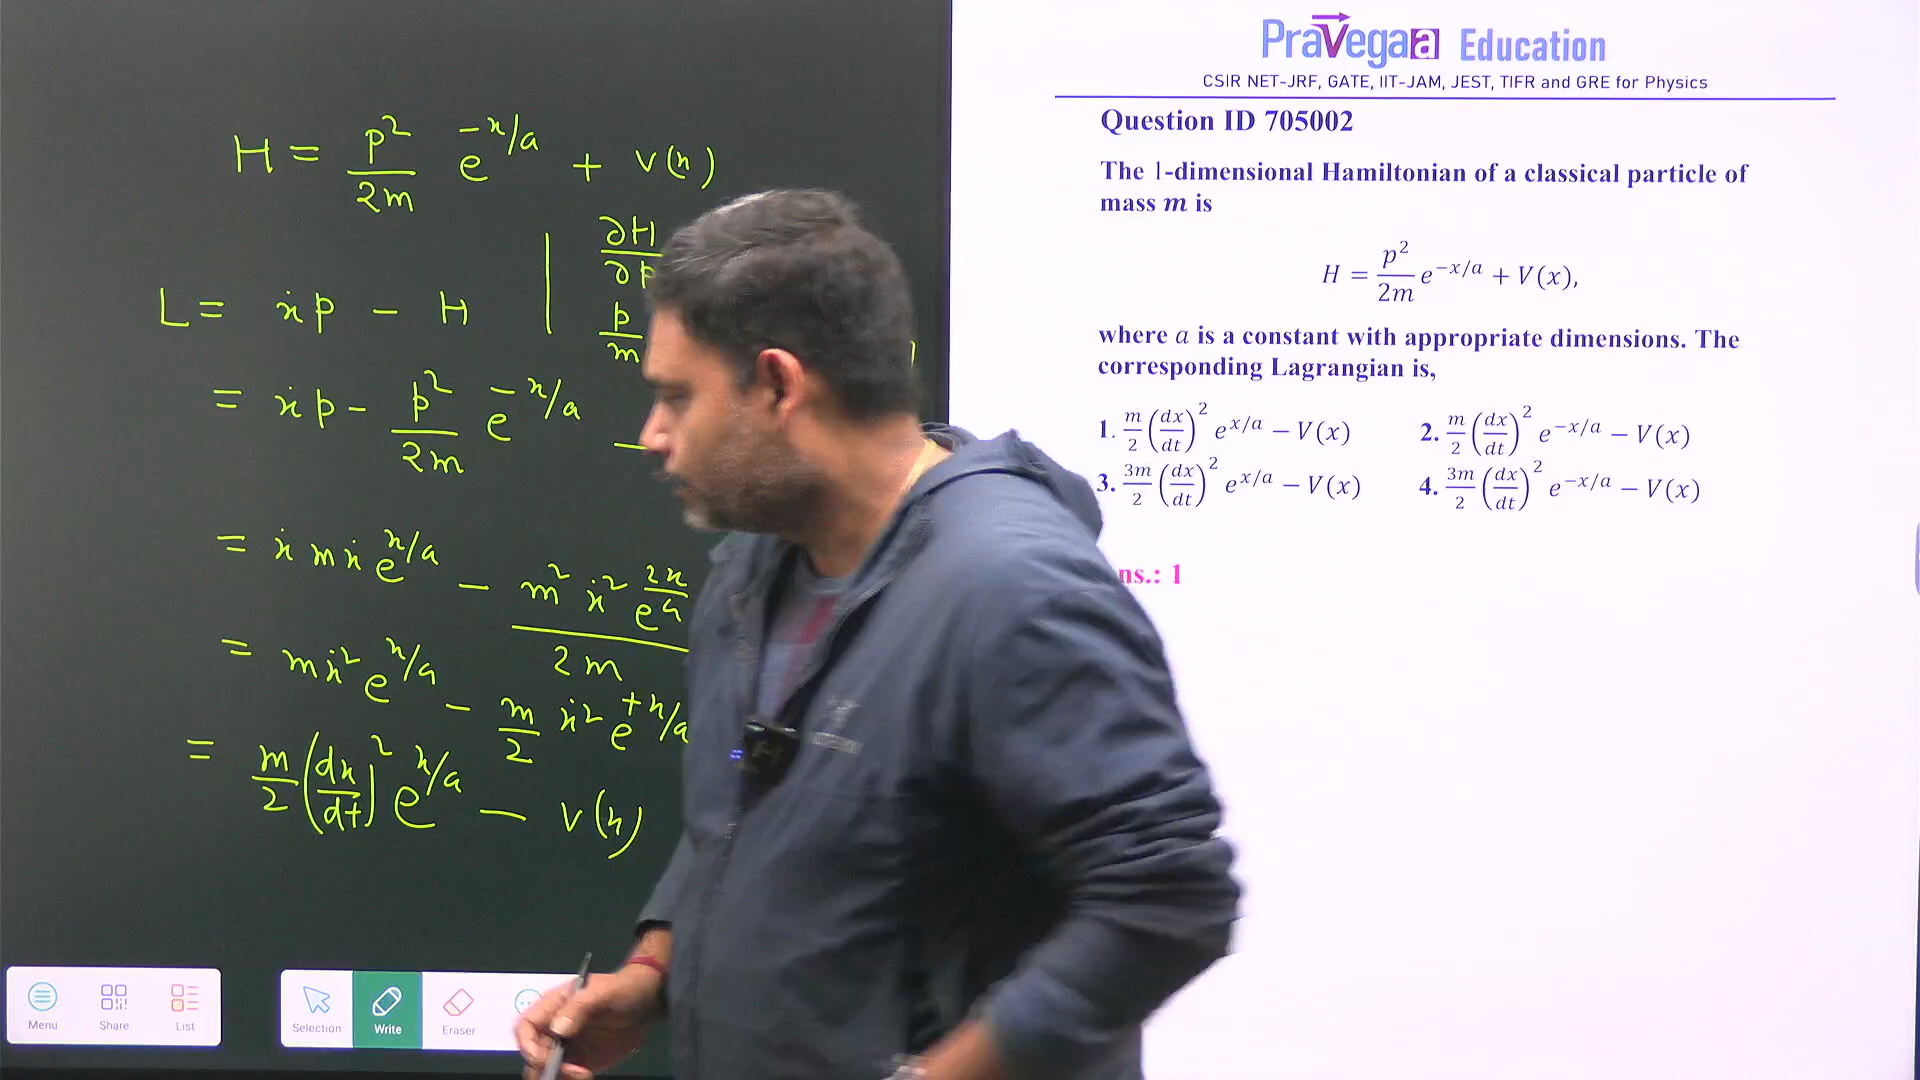 H = p²/2m e^-x/a + V(x)
L = ẋp - H
∂H/∂p
p/m
= ẋp - p²/2m e^-x/a -
= ẋ mẋ e^x/a - m² ẋ² e^2x/a / 2m
= mẋ² e^x/a - m/2 ẋ² e^+x/a
= m/2 (dx/dt)² e^x/a - V(x)
Menu Share List Selection Write Eraser
PraVegaa Education
CSIR NET-JRF, GATE, IIT-JAM, JEST, TIFR and GRE for Physics
Question ID 705002
The 1-dimensional Hamiltonian of a classical particle of
mass m is
H = p²/2m e^−x/a + V(x),
where a is a constant with appropriate dimensions. The
corresponding Lagrangian is,
1. m/2 (dx/dt)² e^x/a − V(x) 2. m/2 (dx/dt)² e^−x/a − V(x)
3. 3m/2 (dx/dt)² e^x/a − V(x) 4. 3m/2 (dx/dt)² e^−x/a − V(x)
ns.: 1